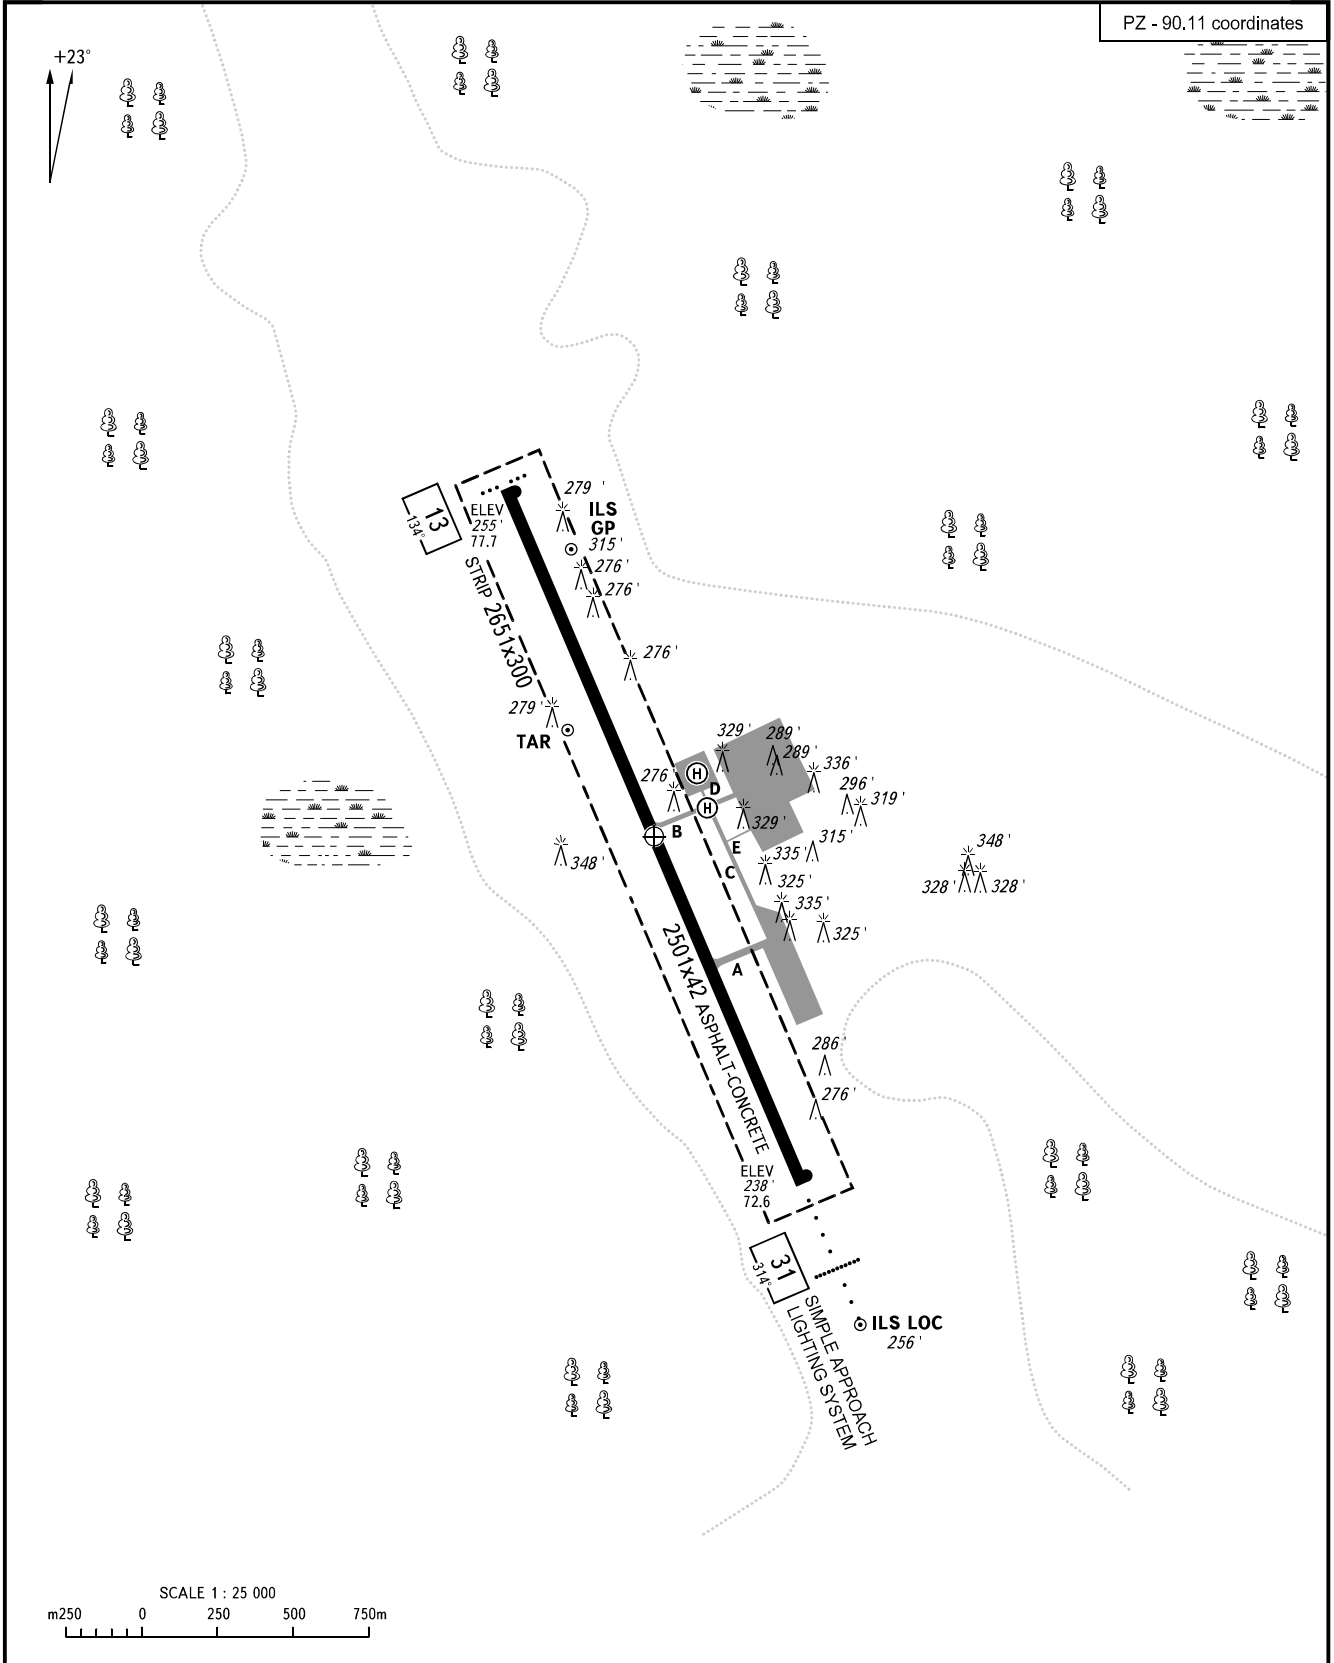 PZ - 90.11 coordinates
+23°
13
134°
ELEV
255'
77.7
279 '
ILS
GP
315 '
276 '
276 '
STRIP 2651x300
276 '
279 '
TAR
329 '
289 '
289 '
336 '
276 '
H
D
296 '
319 '
H
329 '
B
E
315 '
348 '
335 '
C
348 '
325 '
328 '
328 '
335 '
325 '
2501x42 ASPHALT-CONCRETE
A
286 '
276 '
ELEV
238 '
72.6
31
314°
SIMPLE APPROACH
LIGHTING SYSTEM
ILS LOC
256 '
SCALE 1 : 25 000
m250 0 250 500 750m